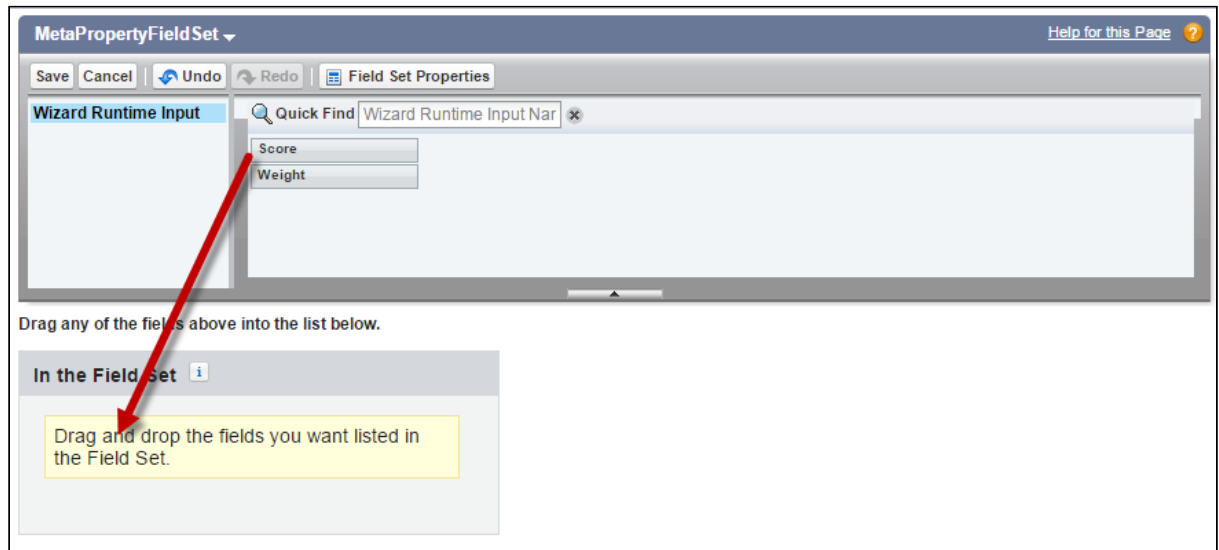 MetaPropertyFieldSet
Help for this Page ?
Save Cancel Undo Redo Field Set Properties
Wizard Runtime Input
Quick Find Wizard Runtime Input Nar
Score
Weight
Drag any of the fields above into the list below.
In the Field Set i
Drag and drop the fields you want listed in
the Field Set.